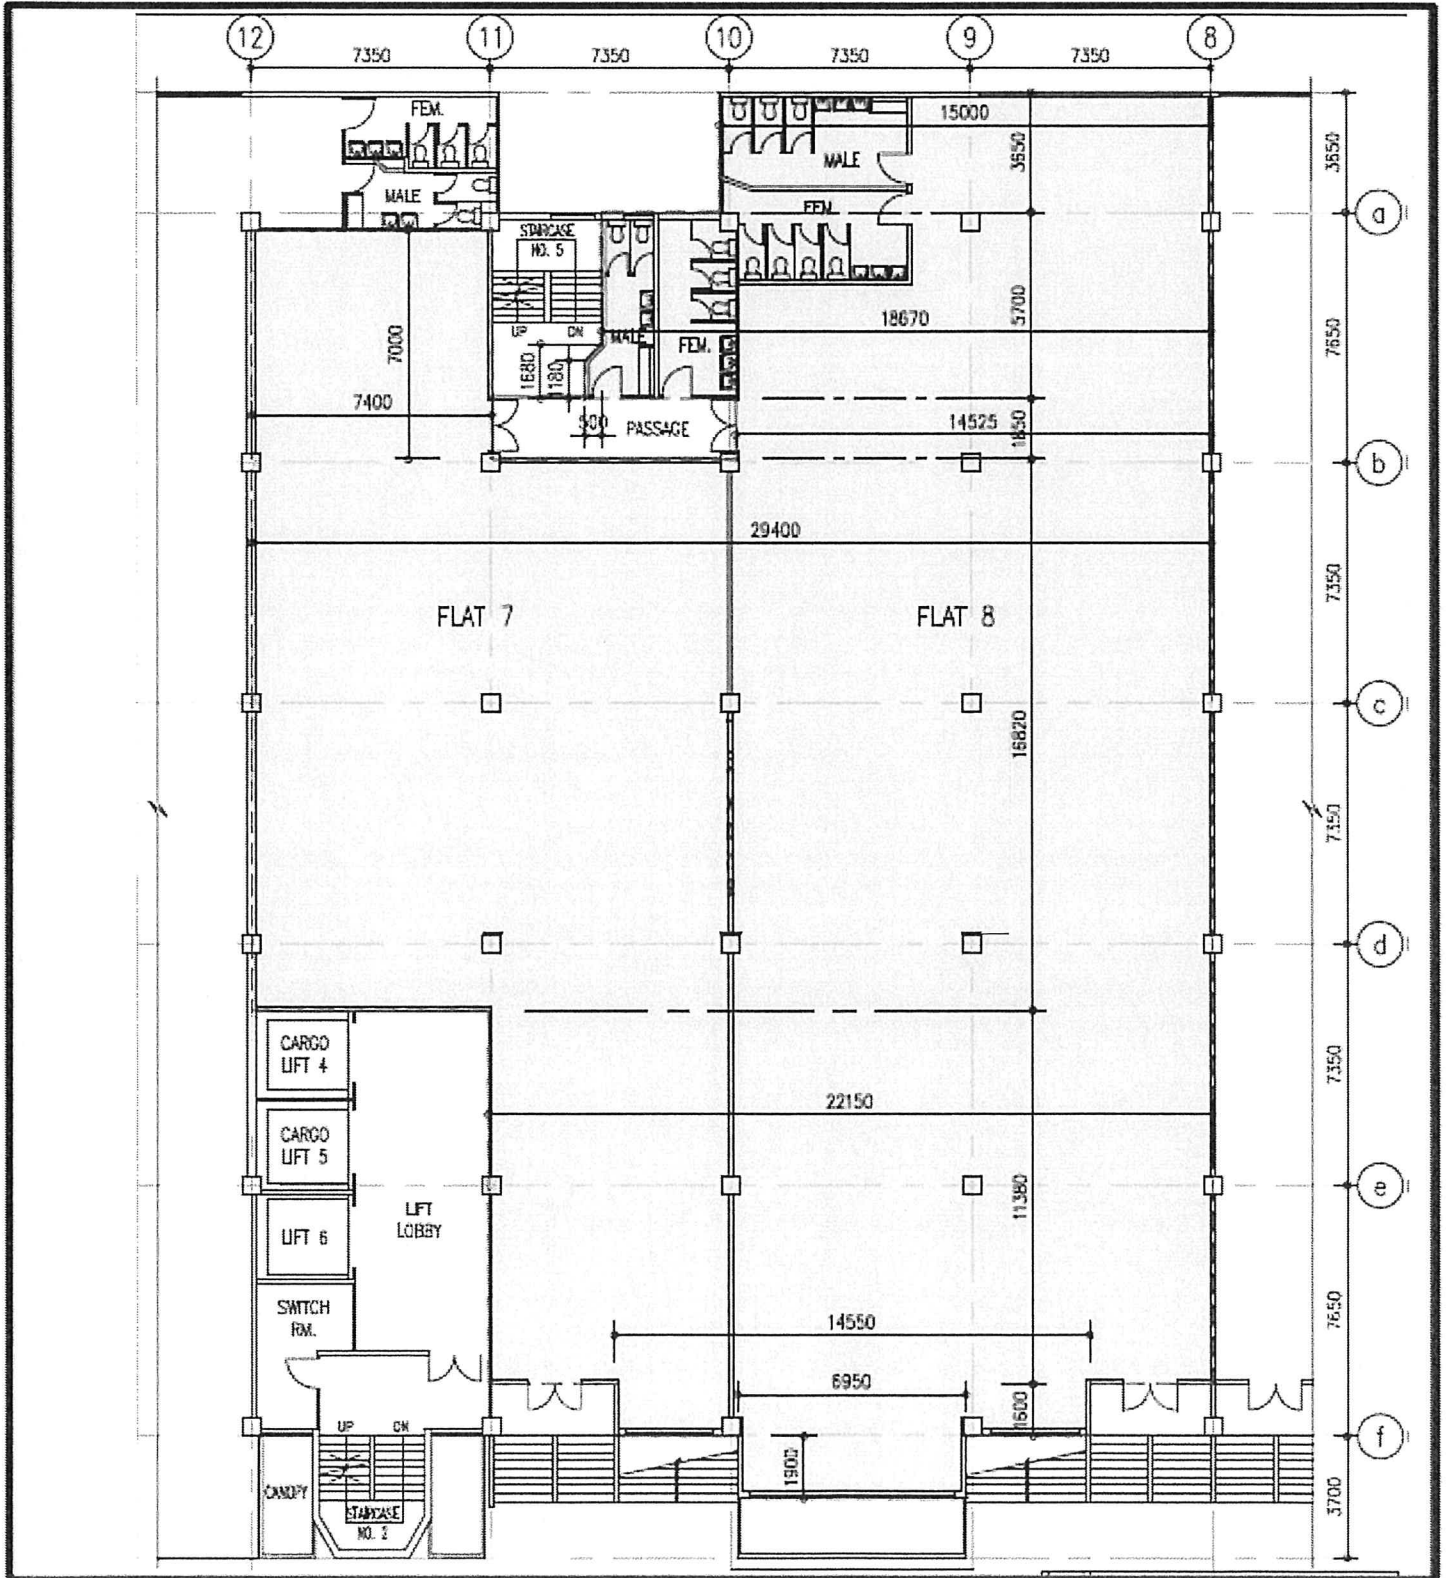 12
11
10
9
8
7350
7350
7350
7350
FEM.
MALE
15000
MALE
3650
3650
FEM.
a
STAIRCASE
NO. 5
UP
DN
MALE
FEM.
18670
5700
7650
7000
1680
1180
7400
500
PASSAGE
14525
1850
b
29400
FLAT 7
FLAT 8
7350
c
16820
7350
d
CARGO
LIFT 4
7350
CARGO
LIFT 5
22150
e
LIFT 6
LIFT
LOBBY
11380
SWITCH
RM.
14550
7650
6950
1600
UP
DN
f
1900
CANOPY
STAIRCASE
NO. 2
3700